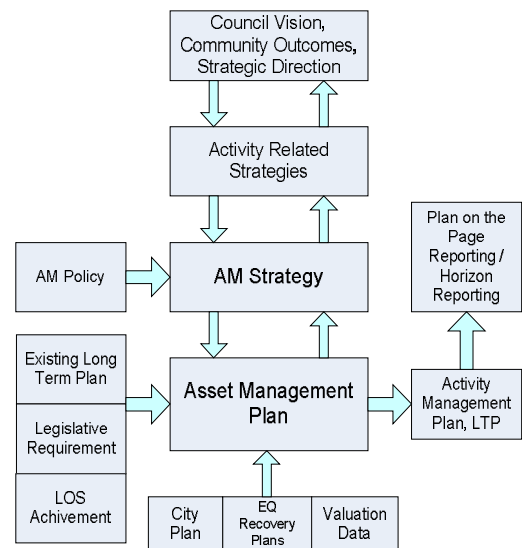 Council Vision,
Community Outcomes,
Strategic Direction
Activity Related
Strategies
Plan on the
Page
Reporting /
Horizon
Reporting
AM Policy
AM Strategy
Existing Long
Term Plan
Asset Management
Plan
Activity
Management
Plan, LTP
Legislative
Requirement
LOS
Achivement
City
Plan
EQ
Recovery
Plans
Valuation
Data